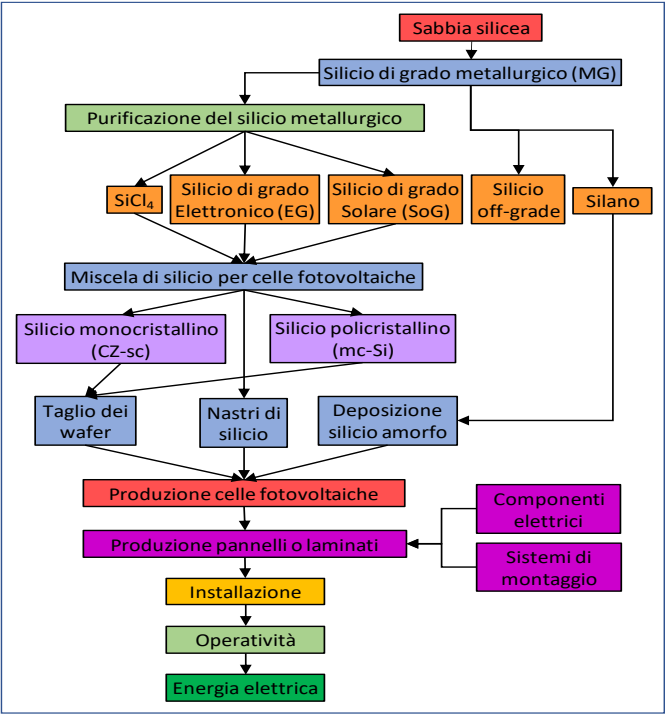 Sabbia silicea
Silicio di grado metallurgico (MG)
Purificazione del silicio metallurgico
SiCl₄
Silicio di grado
Elettronico (EG)
Silicio di grado
Solare (SoG)
Silicio
off-grade
Silano
Miscela di silicio per celle fotovoltaiche
Silicio monocristallino
(CZ-sc)
Silicio policristallino
(mc-Si)
Taglio dei
wafer
Nastri di
silicio
Deposizione
silicio amorfo
Produzione celle fotovoltaiche
Produzione pannelli o laminati
Componenti
elettrici
Sistemi di
montaggio
Installazione
Operatività
Energia elettrica